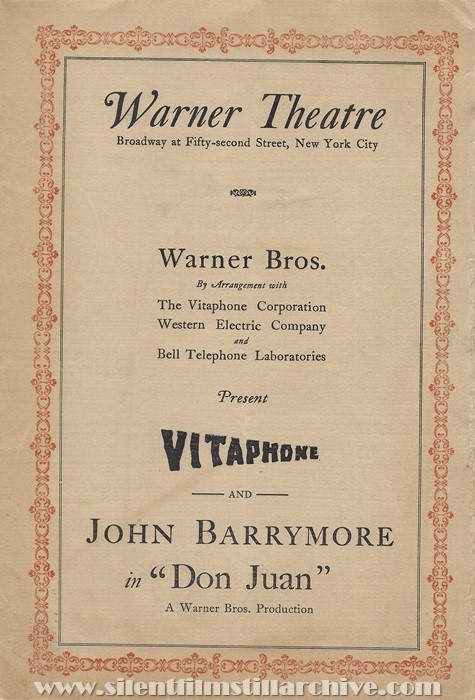 Warner Theatre
Broadway at Fifty-second Street, New York City
Warner Bros.
By Arrangement with
The Vitaphone Corporation
Western Electric Company
and
Bell Telephone Laboratories
Present
VITAPHONE
AND
JOHN BARRYMORE
in "Don Juan"
A Warner Bros. Production
www.silentfilmstillarchive.com